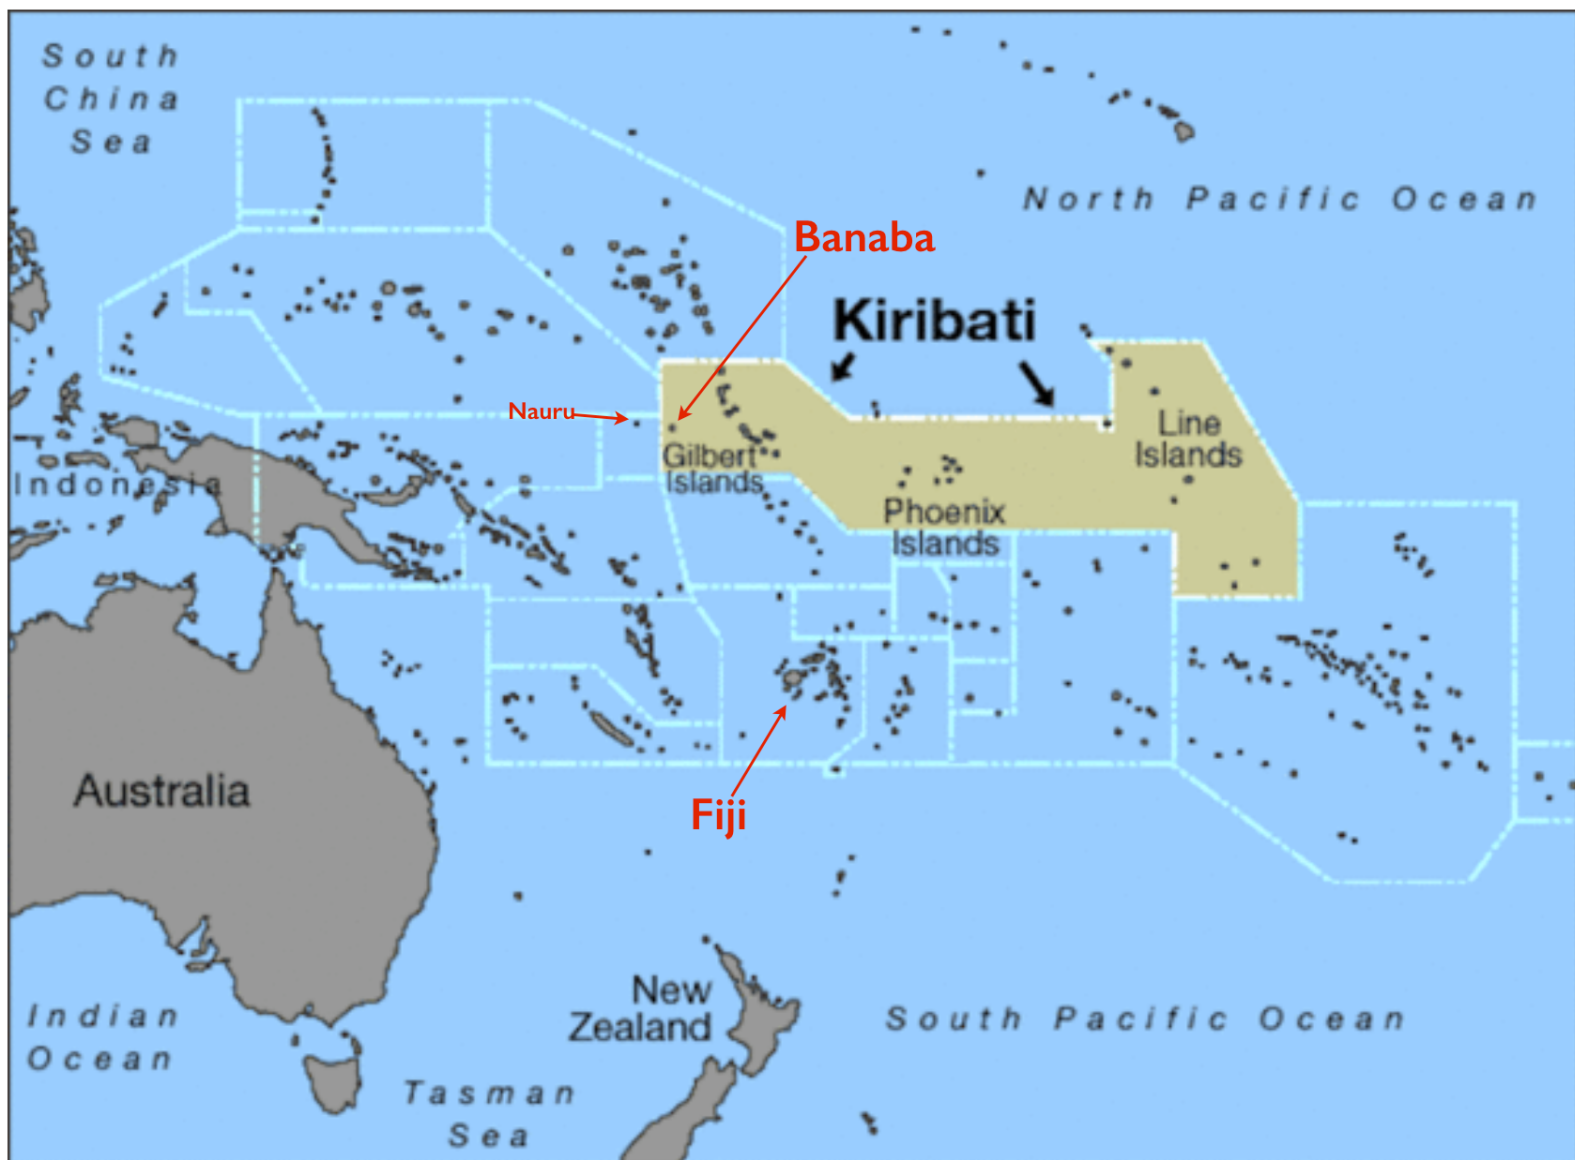 South
China
Sea
North Pacific Ocean
Banaba
Kiribati
Nauru
Line
Islands
Gilbert
Islands
Indonesia
Phoenix
Islands
Australia
Fiji
New
Zealand
Indian
Ocean
South Pacific Ocean
Tasman
Sea